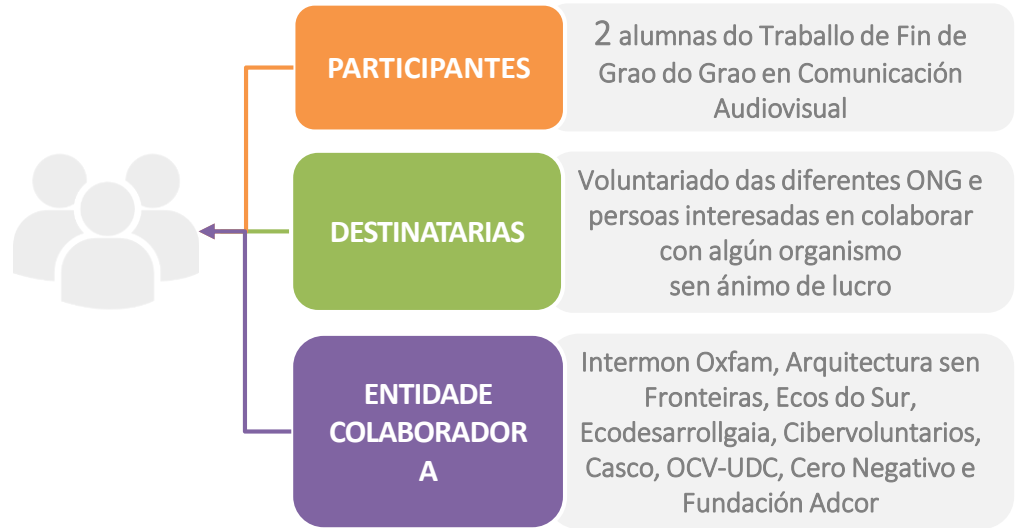 PARTICIPANTES
2 alumnas do Traballo de Fin de
Grao do Grao en Comunicación
Audiovisual
DESTINATARIAS
Voluntariado das diferentes ONG e
persoas interesadas en colaborar
con algún organismo
sen ánimo de lucro
ENTIDADE
COLABORADOR
A
Intermon Oxfam, Arquitectura sen
Fronteiras, Ecos do Sur,
Ecodesarrollgaia, Cibervoluntarios,
Casco, OCV-UDC, Cero Negativo e
Fundación Adcor